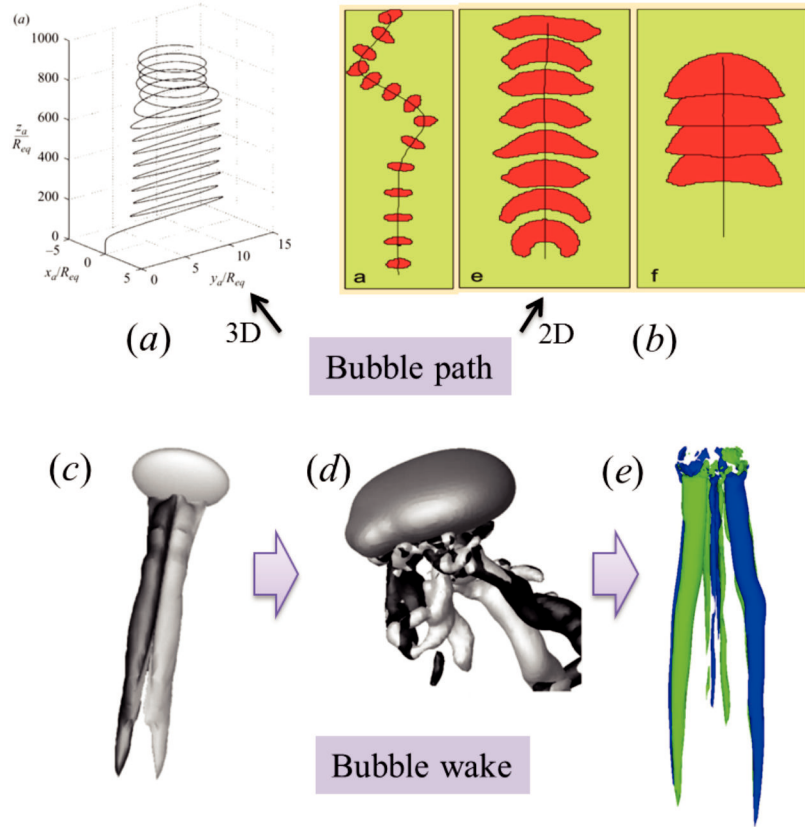 (a)
1000
800
600
400
200
0
z_a
R_eq
−5
0
5
x_a/R_eq
0
5
10
15
y_a/R_eq
a
e
f
(a)
3D
2D
(b)
Bubble path
(c)
(d)
(e)
Bubble wake